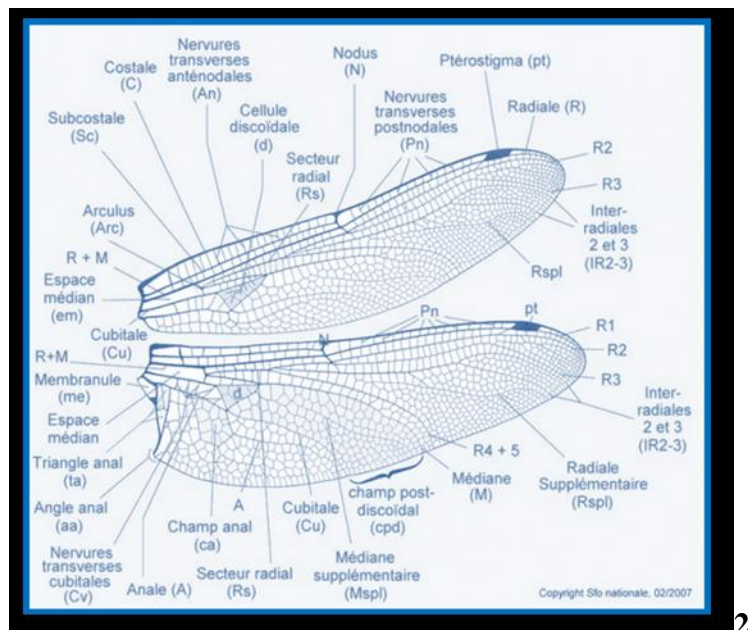 Nervures
transverses
anténodales
(An)
Costale
(C)
Subcostale
(Sc)
Cellule
discoïdale
(d)
Secteur
radial
(Rs)
Nodus
(N)
Nervures
transverses
postnodales
(Pn)
Ptérostigma (pt)
Radiale (R)
R2
R3
Inter-
radiales
2 et 3
(IR2-3)
Rspl
Arculus
(Arc)
R + M
Espace
médian
(em)
Cubitale
(Cu)
R+M
Membranule
(me)
Espace
médian
Triangle anal
(ta)
Angle anal
(aa)
Nervures
transverses
cubitales
(Cv)
N
Pn
pt
R1
R2
R3
Inter-
radiales
2 et 3
(IR2-3)
d
R4 + 5
Médiane
(M)
Radiale
Supplémentaire
(Rspl)
champ post-
discoïdal
(cpd)
A
Champ anal
(ca)
Cubitale
(Cu)
Anale (A)
Secteur radial
(Rs)
Médiane
supplémentaire
(Mspl)
Copyright Sfo nationale, 02/2007
2